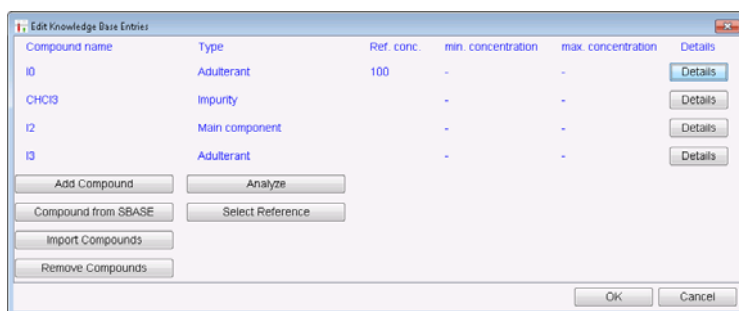 Edit Knowledge Base Entries
Compound name Type Ref. conc. min. concentration max. concentration Details
I0 Adulterant 100 - - Details
CHCl3 Impurity - - Details
I2 Main component - - Details
I3 Adulterant - - Details
Add Compound Analyze
Compound from SBASE Select Reference
Import Compounds
Remove Compounds
OK Cancel